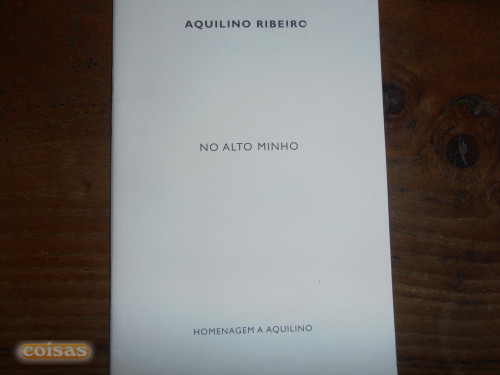 AQUILINO RIBEIRO
NO ALTO MINHO
HOMENAGEM A AQUILINO
coisas